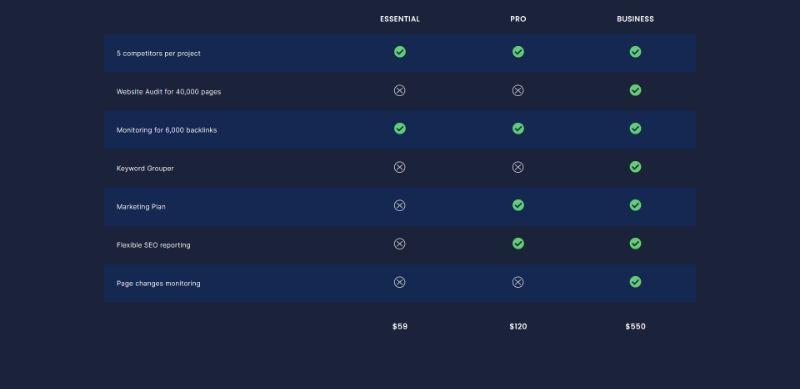 ESSENTIAL PRO BUSINESS
5 competitors per project
Website Audit for 40,000 pages
Monitoring for 6,000 backlinks
Keyword Grouper
Marketing Plan
Flexible SEO reporting
Page changes monitoring
$59 $120 $550